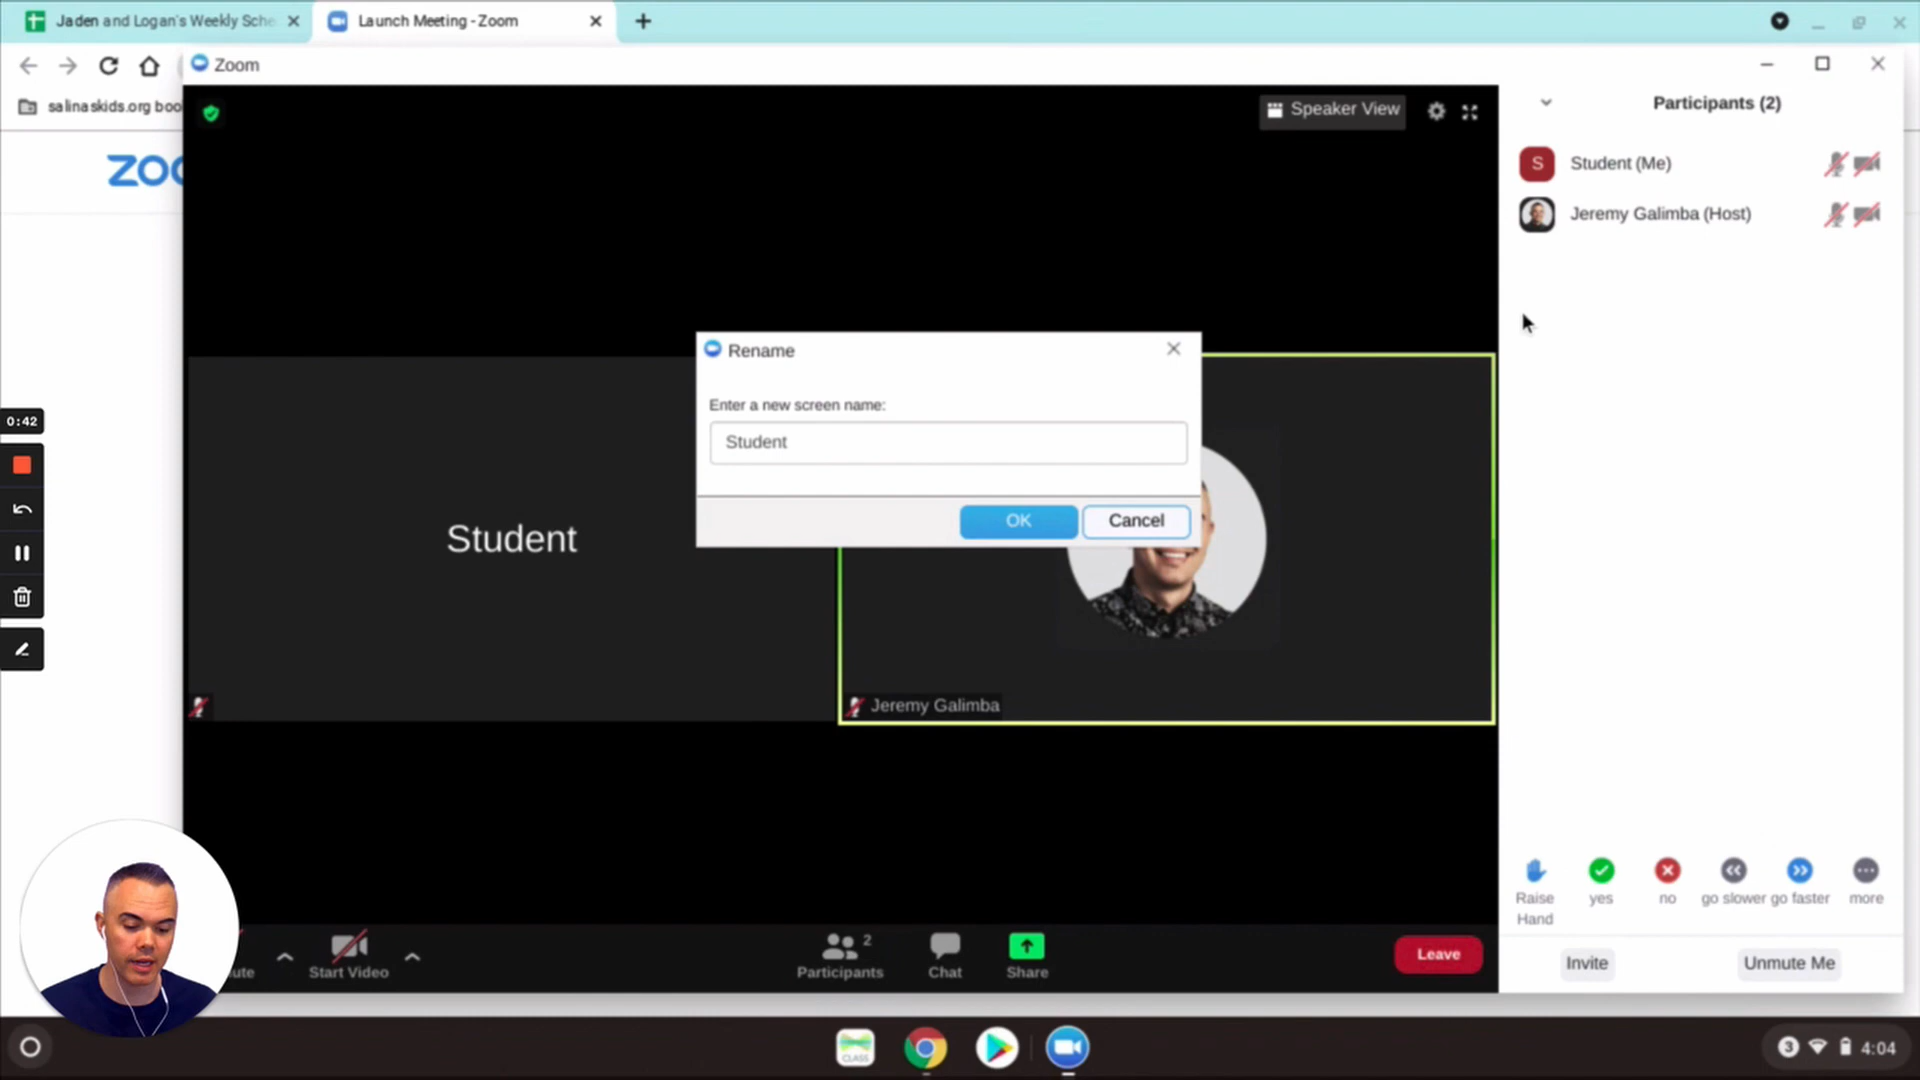 Jaden and Logan's Weekly Sche
Launch Meeting - Zoom
Zoom
salinaskids.org boo
ZOO
Speaker View
Participants (2)
S
Student (Me)
Jeremy Galimba (Host)
Rename
Enter a new screen name:
Student
OK
Cancel
0:42
Student
Jeremy Galimba
Raise
Hand
yes
no
go slower
go faster
more
ute
Start Video
2
Participants
Chat
Share
Leave
Invite
Unmute Me
CLASS
3
4:04